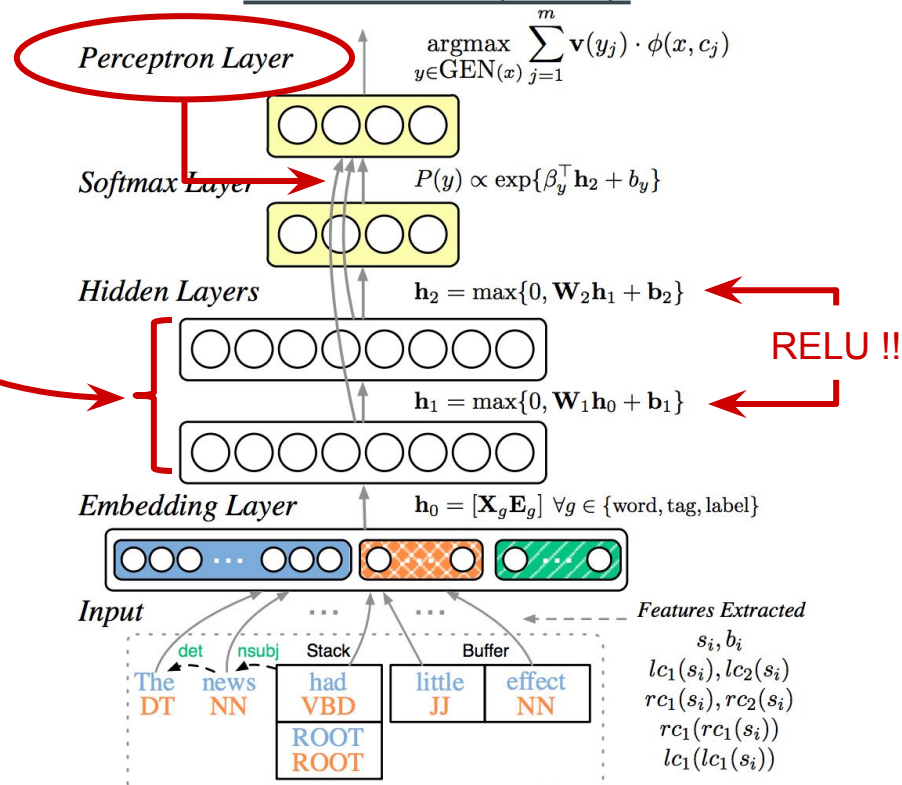 Perceptron Layer
argmax_{y∈GEN(x)} \sum_{j=1}^{m} v(y_j) · φ(x, c_j)
Softmax Layer
P(y) ∝ exp{β_y^⊤ h_2 + b_y}
Hidden Layers
h_2 = max{0, W_2 h_1 + b_2}
RELU !!
h_1 = max{0, W_1 h_0 + b_1}
Embedding Layer
h_0 = [X_g E_g] ∀g ∈ {word, tag, label}
... ... ...
Input
... ...
Features Extracted
s_i, b_i
det nsubj Stack Buffer
lc_1(s_i), lc_2(s_i)
The news had little effect
DT NN VBD JJ NN
rc_1(s_i), rc_2(s_i)
rc_1(rc_1(s_i))
ROOT
ROOT
lc_1(lc_1(s_i))